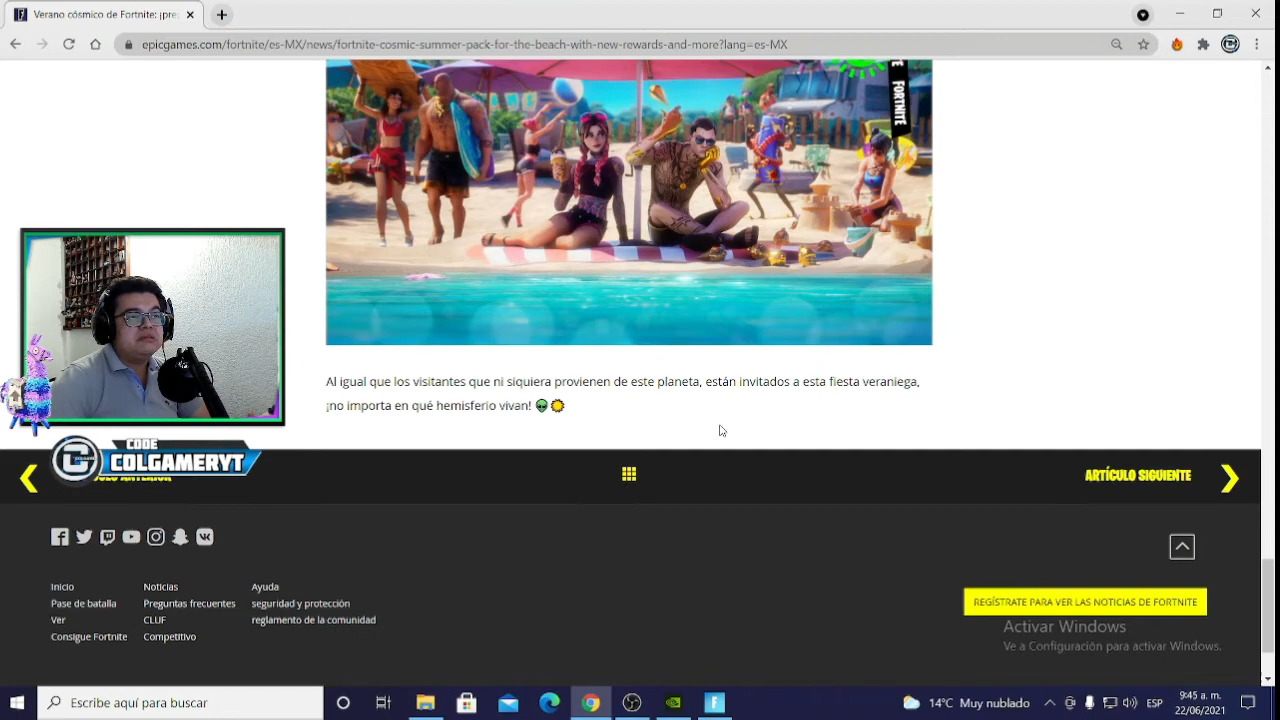 Verano cósmico de Fortnite: ¡pre
epicgames.com/fortnite/es-MX/news/fortnite-cosmic-summer-pack-for-the-beach-with-new-rewards-and-more?lang=es-MX
FORTNITE
Al igual que los visitantes que ni siquiera provienen de este planeta, están invitados a esta fiesta veraniega,
¡no importa en qué hemisferio vivan! 👽🌞
CODE
COLGAMERYT
ANTERIOR
ARTÍCULO SIGUIENTE
Inicio
Noticias
Ayuda
Pase de batalla
Preguntas frecuentes
seguridad y protección
Ver
CLUF
reglamento de la comunidad
Consigue Fortnite
Competitivo
REGÍSTRATE PARA VER LAS NOTICIAS DE FORTNITE
Activar Windows
Ve a Configuración para activar Windows.
Escribe aquí para buscar
14°C Muy nublado
ESP
9:45 a. m.
22/06/2021